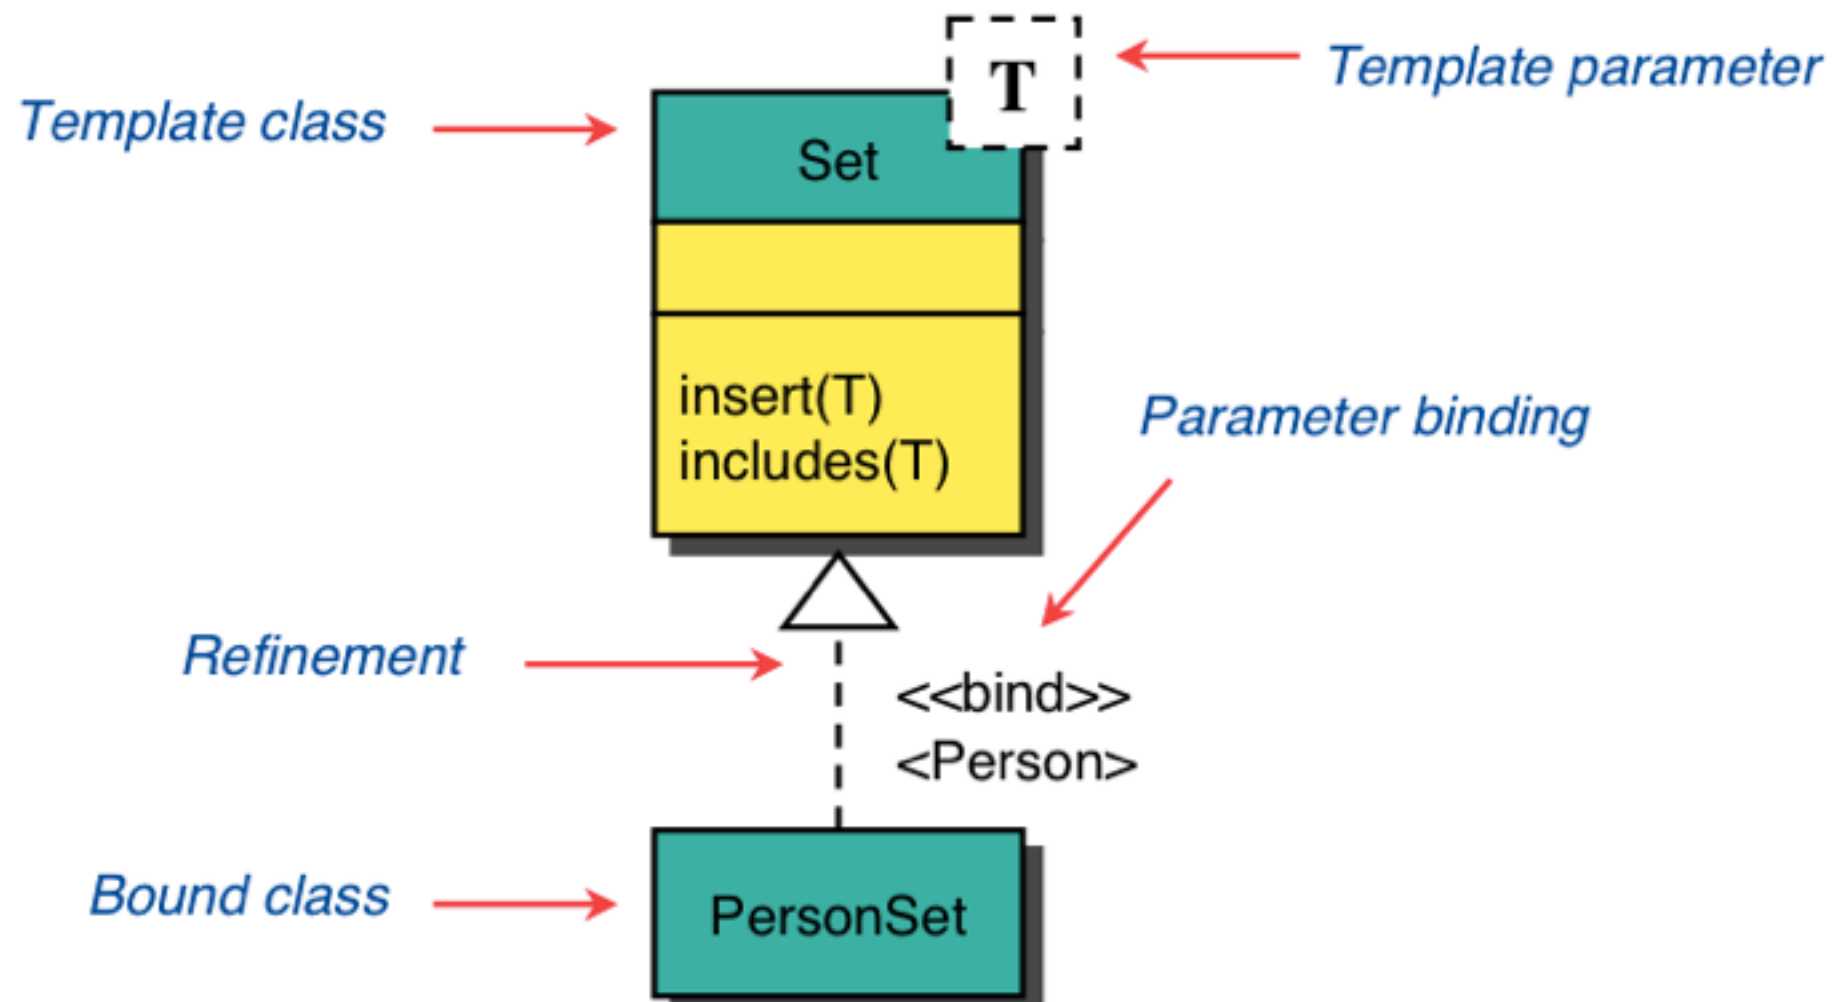 T
Template parameter
Template class
Set
insert(T)
includes(T)
Parameter binding
Refinement
<<bind>>
<Person>
Bound class
PersonSet